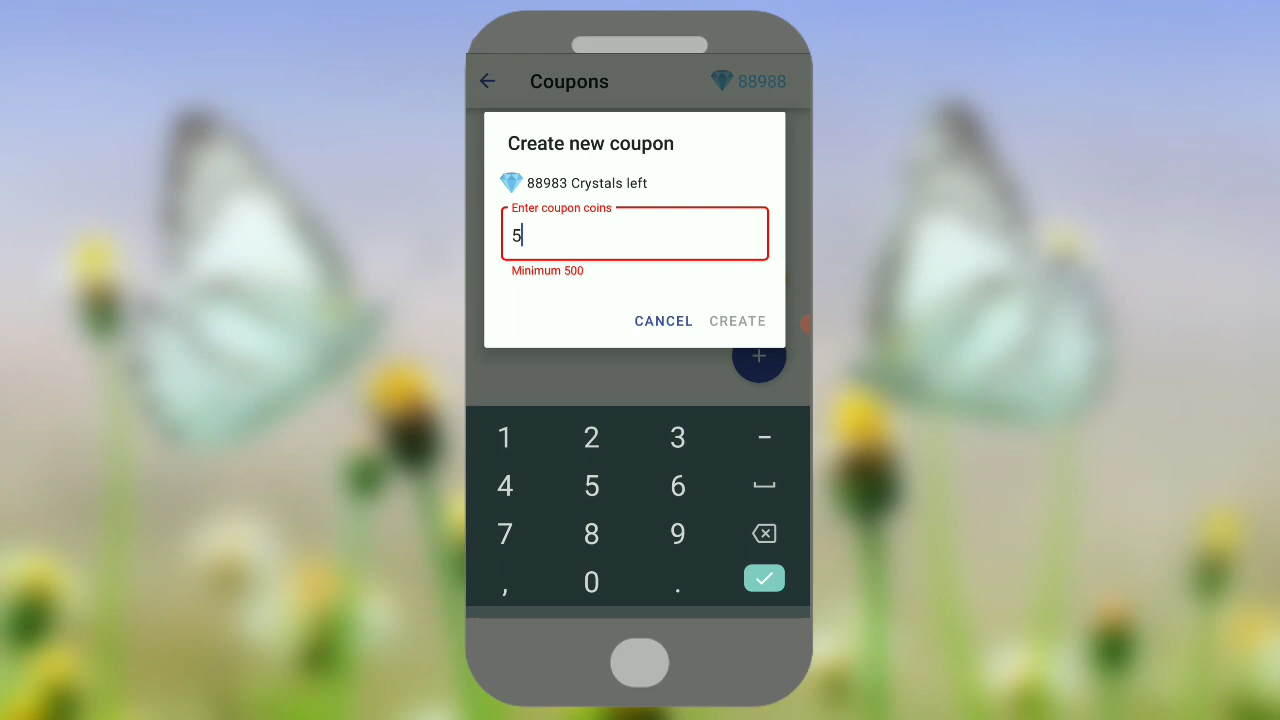 Coupons
88988
Create new coupon
88983 Crystals left
Enter coupon coins
5
Minimum 500
CANCEL CREATE
+
1 2 3 –
4 5 6
7 8 9
, 0 .